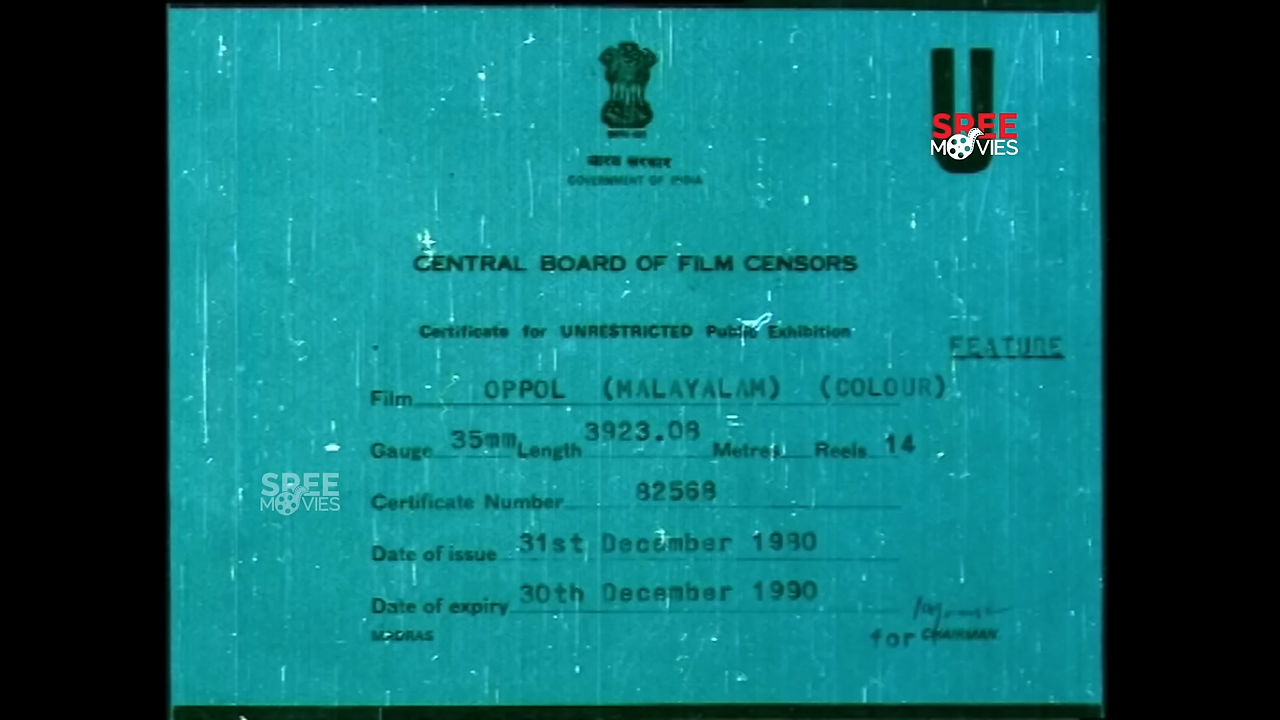 U
SREE
MOVIES
भारत सरकार
GOVERNMENT OF INDIA
CENTRAL BOARD OF FILM CENSORS
Certificate for UNRESTRICTED Public Exhibition
FEATURE
Film OPPOL (MALAYALAM) (COLOUR)
Gauge 35mm Length 3923.08 Metres Reels 14
SREE
MOVIES
Certificate Number 82568
Date of issue 31st December 1980
Date of expiry 30th December 1990
MADRAS
for CHAIRMAN